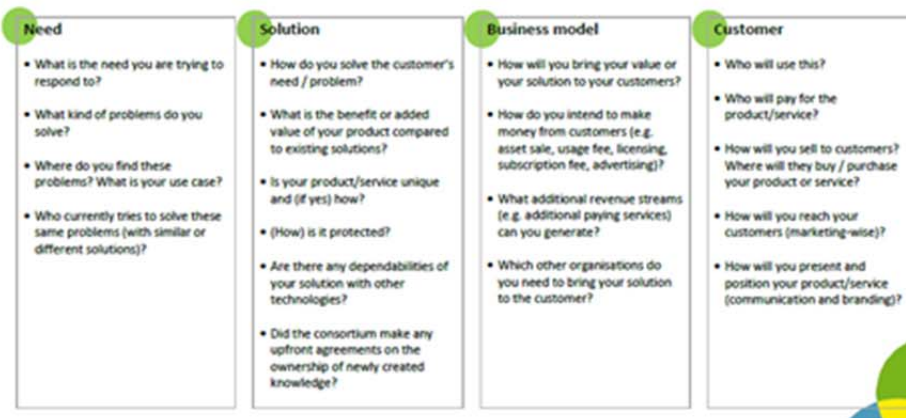 Need
• What is the need you are trying to
respond to?
• What kind of problems do you
solve?
• Where do you find these
problems? What is your use case?
• Who currently tries to solve these
same problems (with similar or
different solutions)?
Solution
• How do you solve the customer's
need / problem?
• What is the benefit or added
value of your product compared
to existing solutions?
• Is your product/service unique
and (if yes) how?
• (How) is it protected?
• Are there any dependabilities of
your solution with other
technologies?
• Did the consortium make any
upfront agreements on the
ownership of newly created
knowledge?
Business model
• How will you bring your value or
your solution to your customers?
• How do you intend to make
money from customers (e.g.
asset sale, usage fee, licensing,
subscription fee, advertising)?
• What additional revenue streams
(e.g. additional paying services)
can you generate?
• Which other organisations do
you need to bring your solution
to the customer?
Customer
• Who will use this?
• Who will pay for the
product/service?
• How will you sell to customers?
Where will they buy / purchase
your product or service?
• How will you reach your
customers (marketing-wise)?
• How will you present and
position your product/service
(communication and branding)?